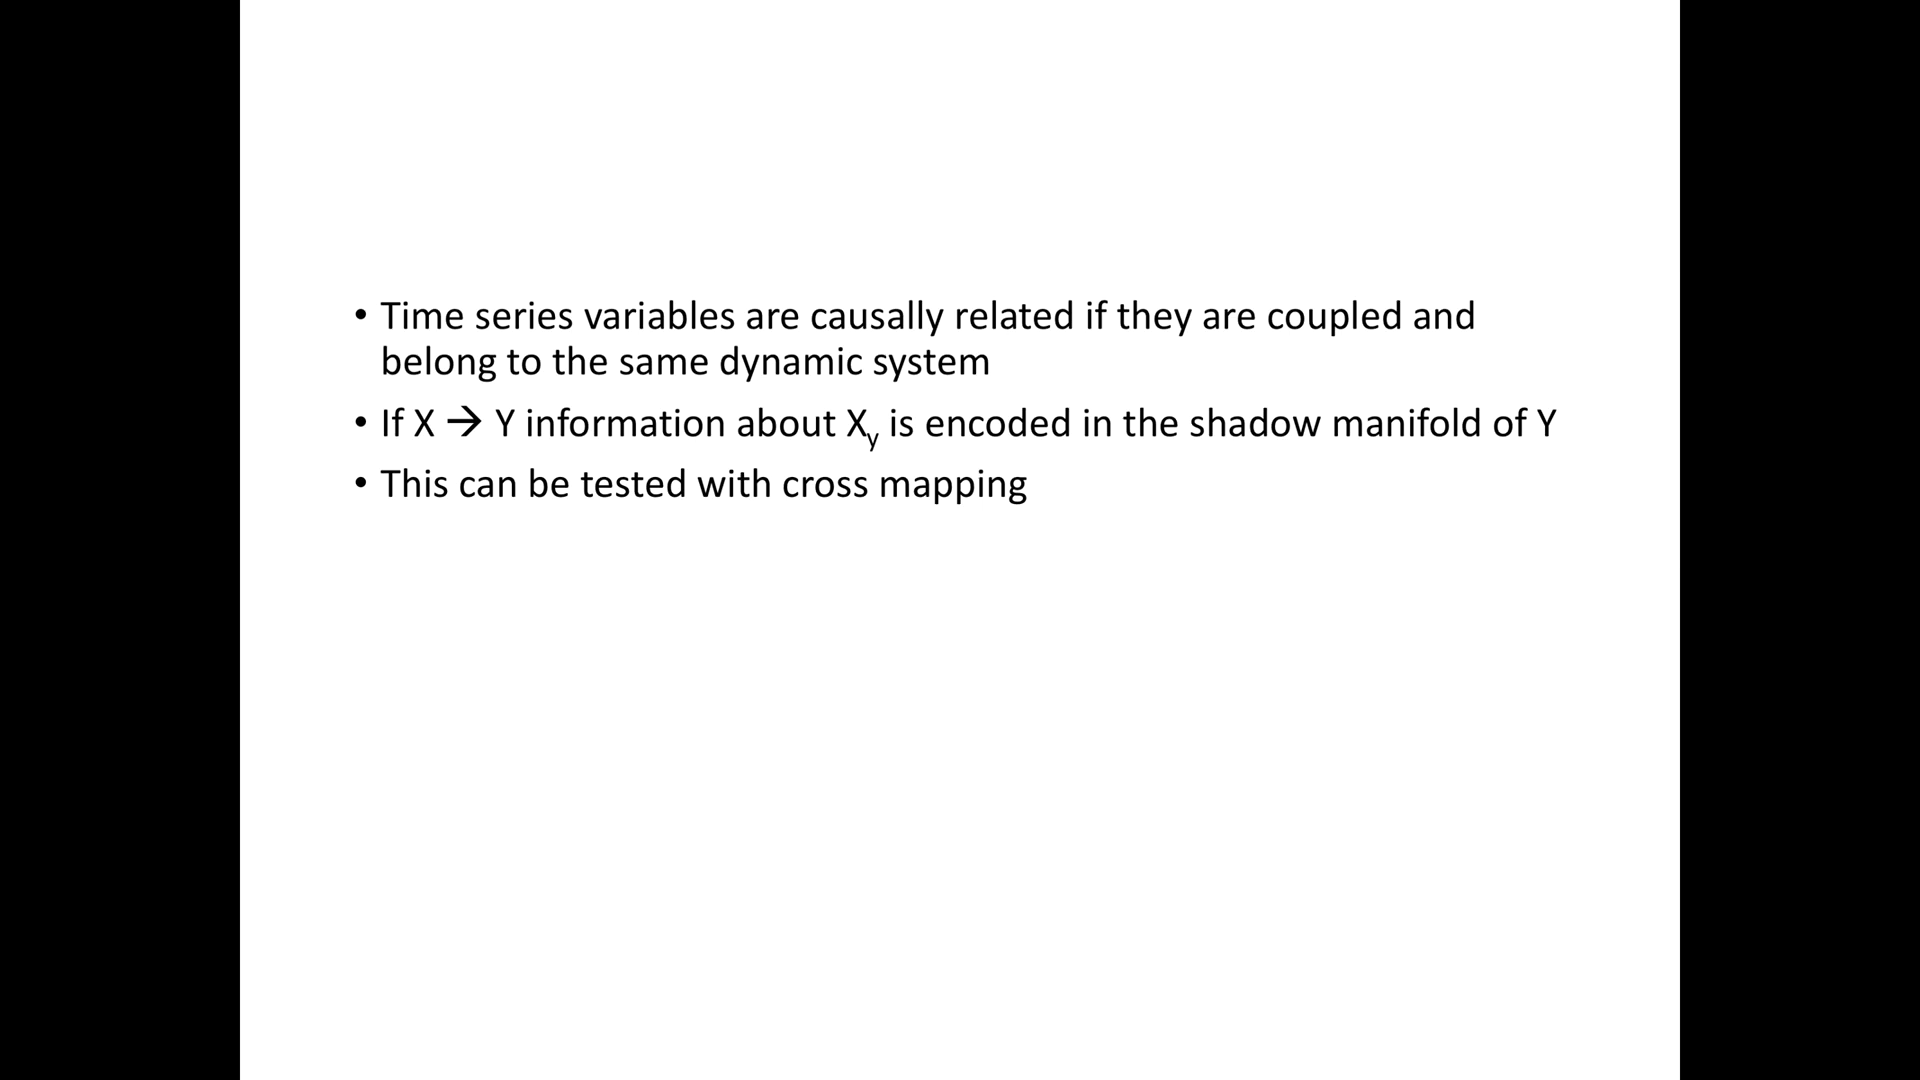 • Time series variables are causally related if they are coupled and
belong to the same dynamic system
• If X → Y information about Xy is encoded in the shadow manifold of Y
• This can be tested with cross mapping